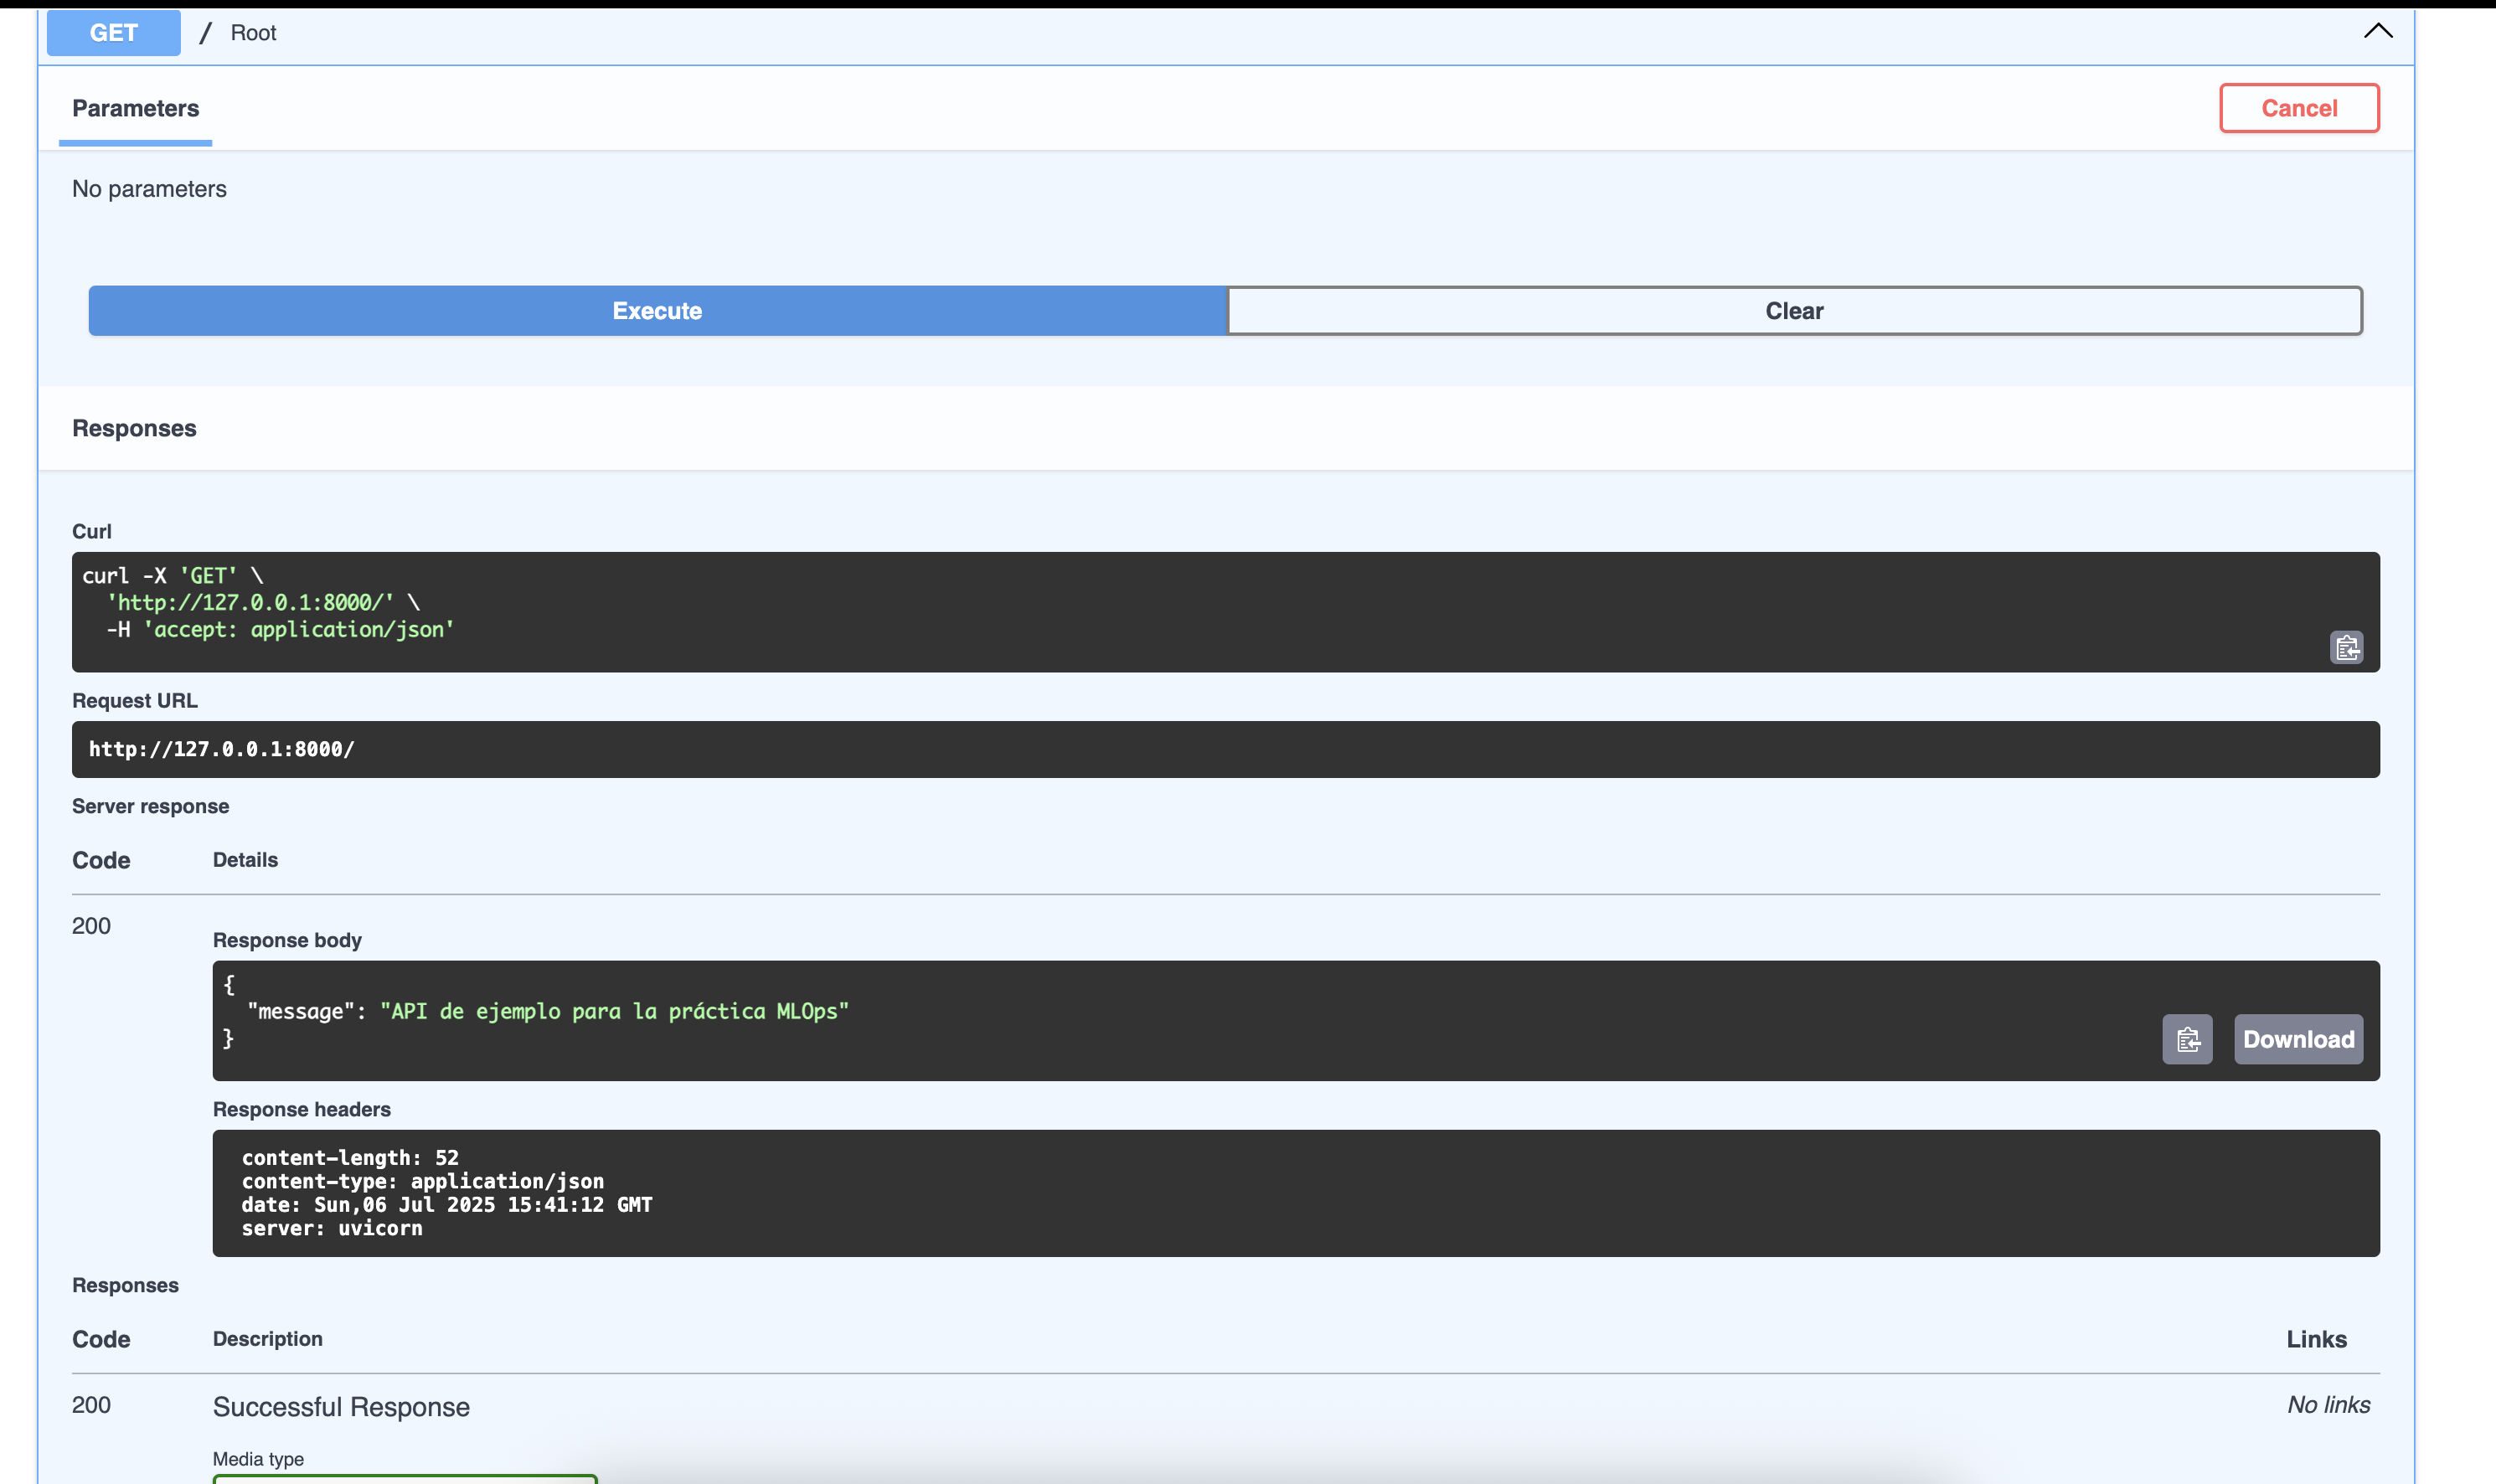 GET / Root
Parameters
Cancel
No parameters
Execute
Clear
Responses
Curl
curl -X 'GET' \
  'http://127.0.0.1:8000/' \
  -H 'accept: application/json'
Request URL
http://127.0.0.1:8000/
Server response
Code Details
200
Response body
{
  "message": "API de ejemplo para la práctica MLOps"
}
Download
Response headers
content-length: 52
content-type: application/json
date: Sun,06 Jul 2025 15:41:12 GMT
server: uvicorn
Responses
Code Description Links
200 Successful Response No links
Media type